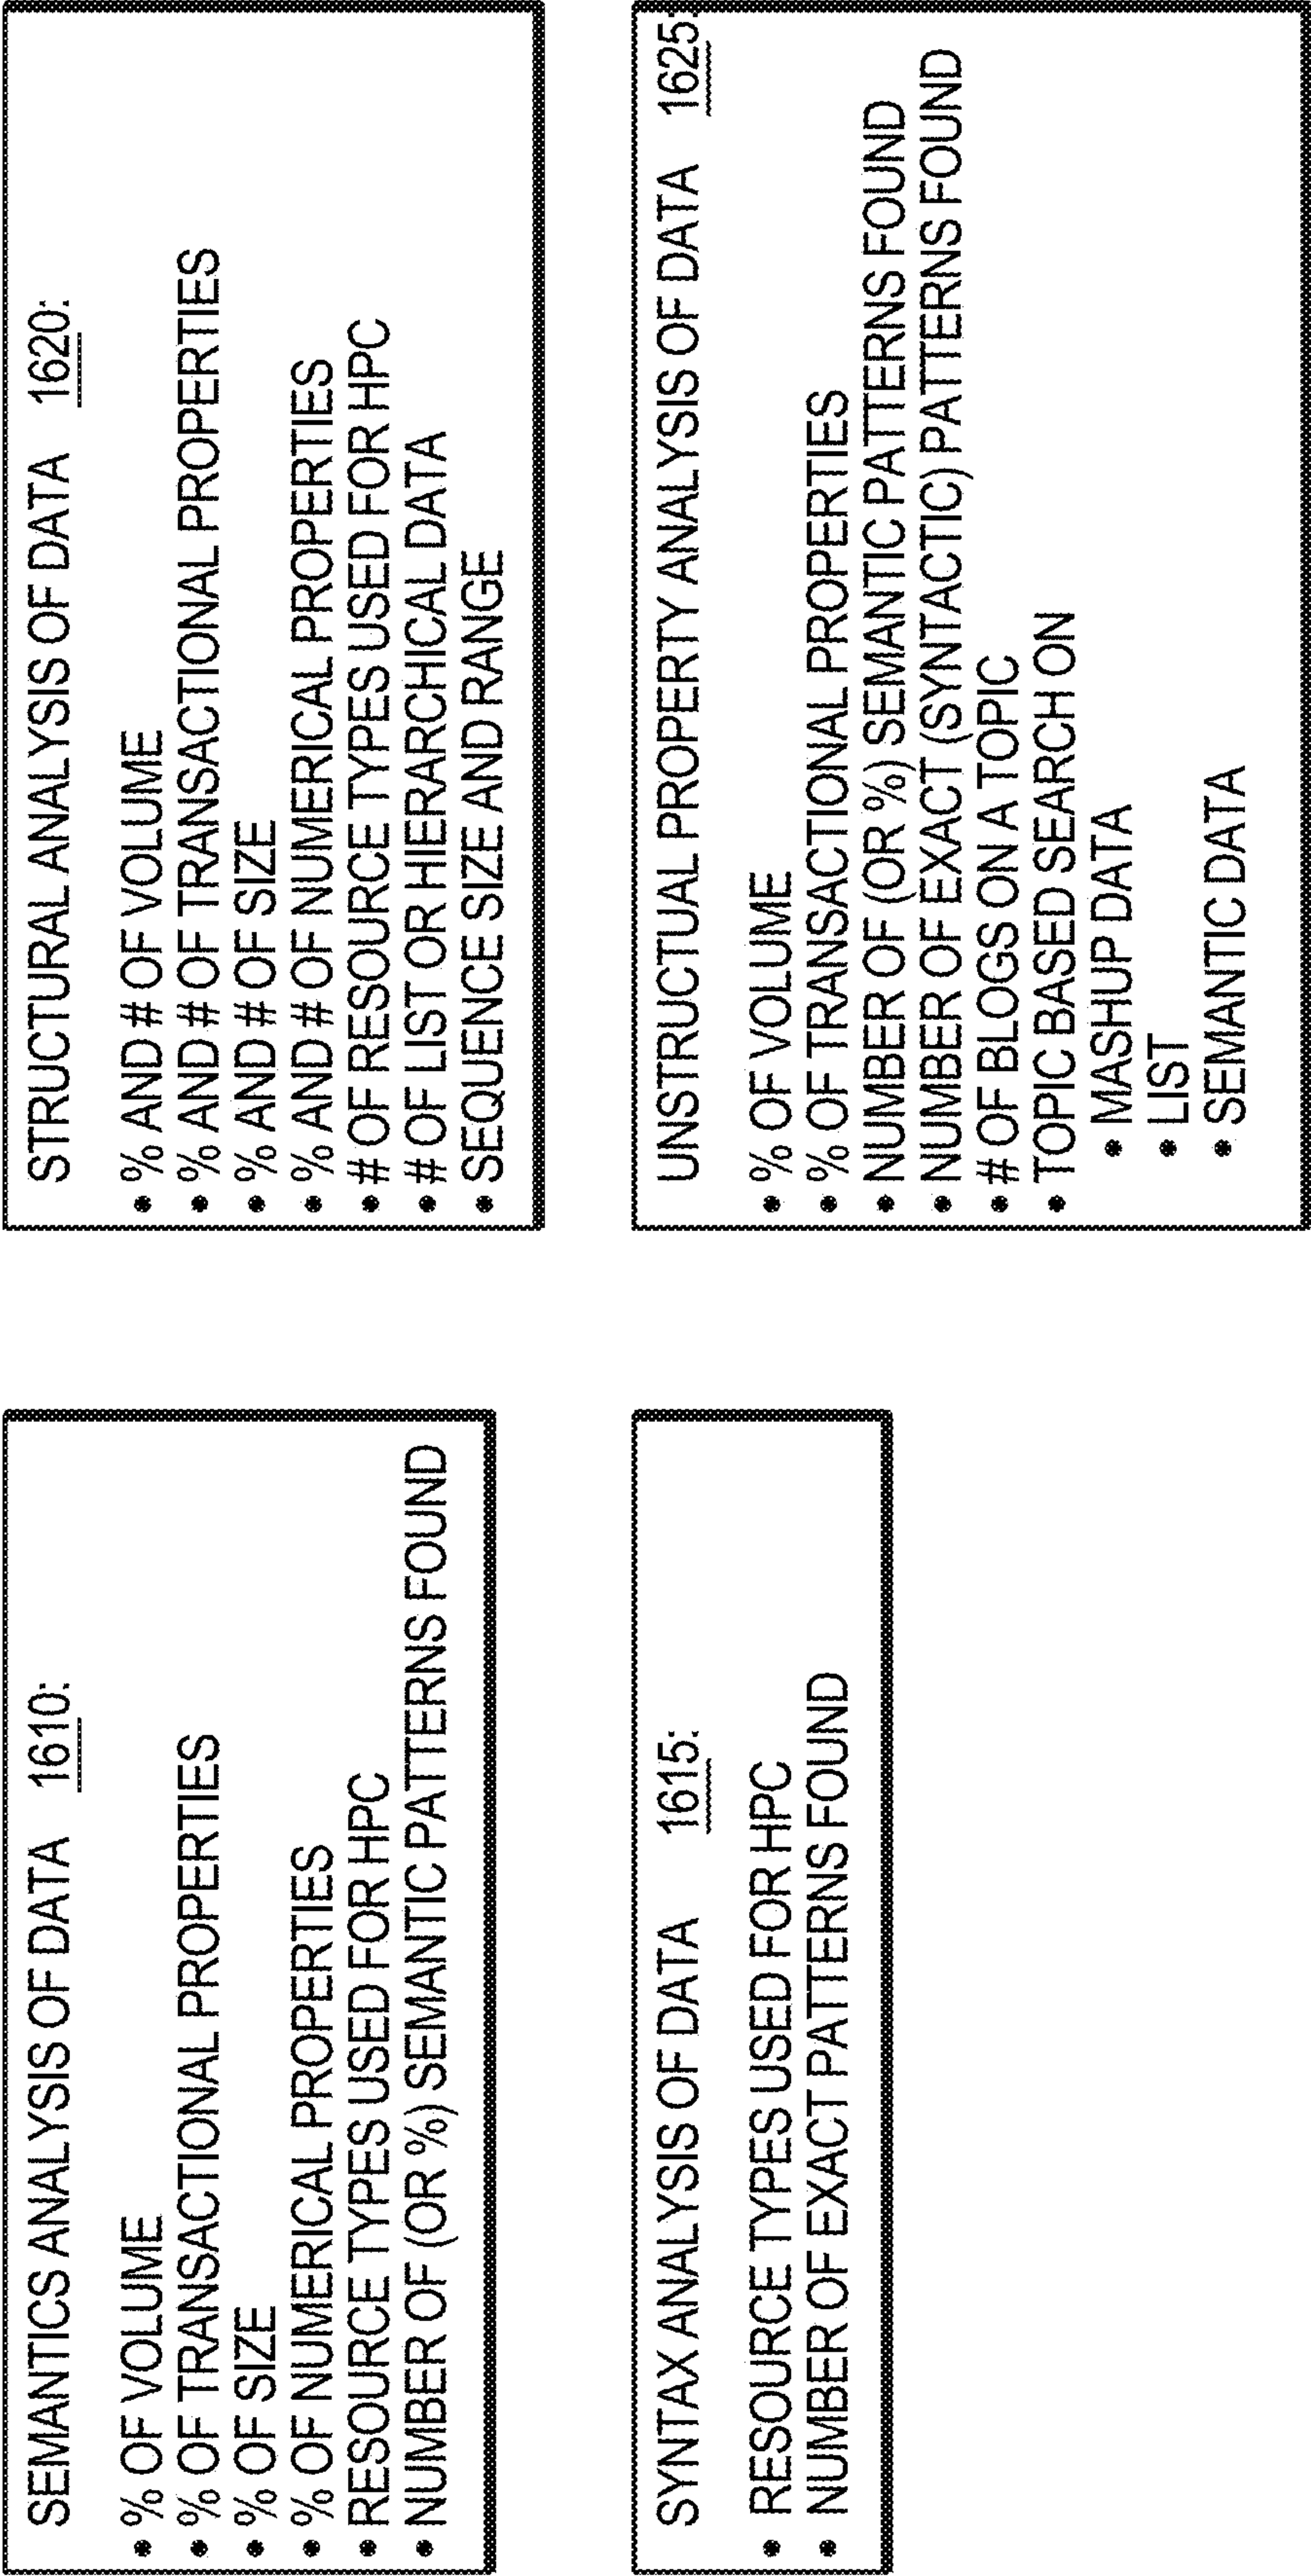 SEMANTICS ANALYSIS OF DATA 1610:
• % OF VOLUME
• % OF TRANSACTIONAL PROPERTIES
• % OF SIZE
• % OF NUMERICAL PROPERTIES
• RESOURCE TYPES USED FOR HPC
• NUMBER OF (OR %) SEMANTIC PATTERNS FOUND
SYNTAX ANALYSIS OF DATA 1615:
• RESOURCE TYPES USED FOR HPC
• NUMBER OF EXACT PATTERNS FOUND
STRUCTURAL ANALYSIS OF DATA 1620:
• % AND # OF VOLUME
• % AND # OF TRANSACTIONAL PROPERTIES
• % AND # OF SIZE
• % AND # OF NUMERICAL PROPERTIES
• # OF RESOURCE TYPES USED FOR HPC
• # OF LIST OR HIERARCHICAL DATA
• SEQUENCE SIZE AND RANGE
UNSTRUCTUAL PROPERTY ANALYSIS OF DATA 1625:
• % OF VOLUME
• % OF TRANSACTIONAL PROPERTIES
• NUMBER OF (OR %) SEMANTIC PATTERNS FOUND
• NUMBER OF EXACT (SYNTACTIC) PATTERNS FOUND
• # OF BLOGS ON A TOPIC
• TOPIC BASED SEARCH ON
• MASHUP DATA
• LIST
• SEMANTIC DATA